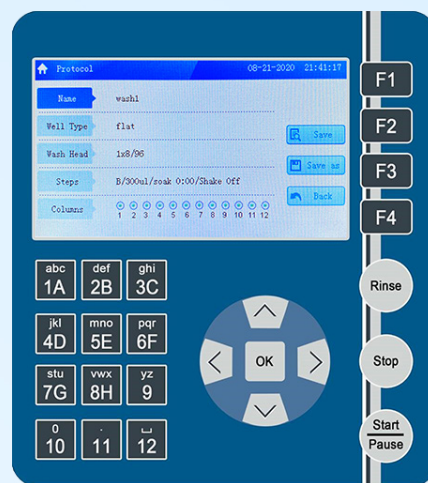 Protocol 08-21-2020 21:41:17
Name wash1
Well Type flat
Wash Head 1x8/96
Steps B/300ul/soak 0:00/Shake Off
Columns 1 2 3 4 5 6 7 8 9 10 11 12
Save
Save as
Back
F1
F2
F3
F4
abc def ghi
1A 2B 3C
jkl mno pqr
4D 5E 6F
stu vwx yz
7G 8H 9
0 . ⌴
10 11 12
OK
Rinse
Stop
Start
Pause